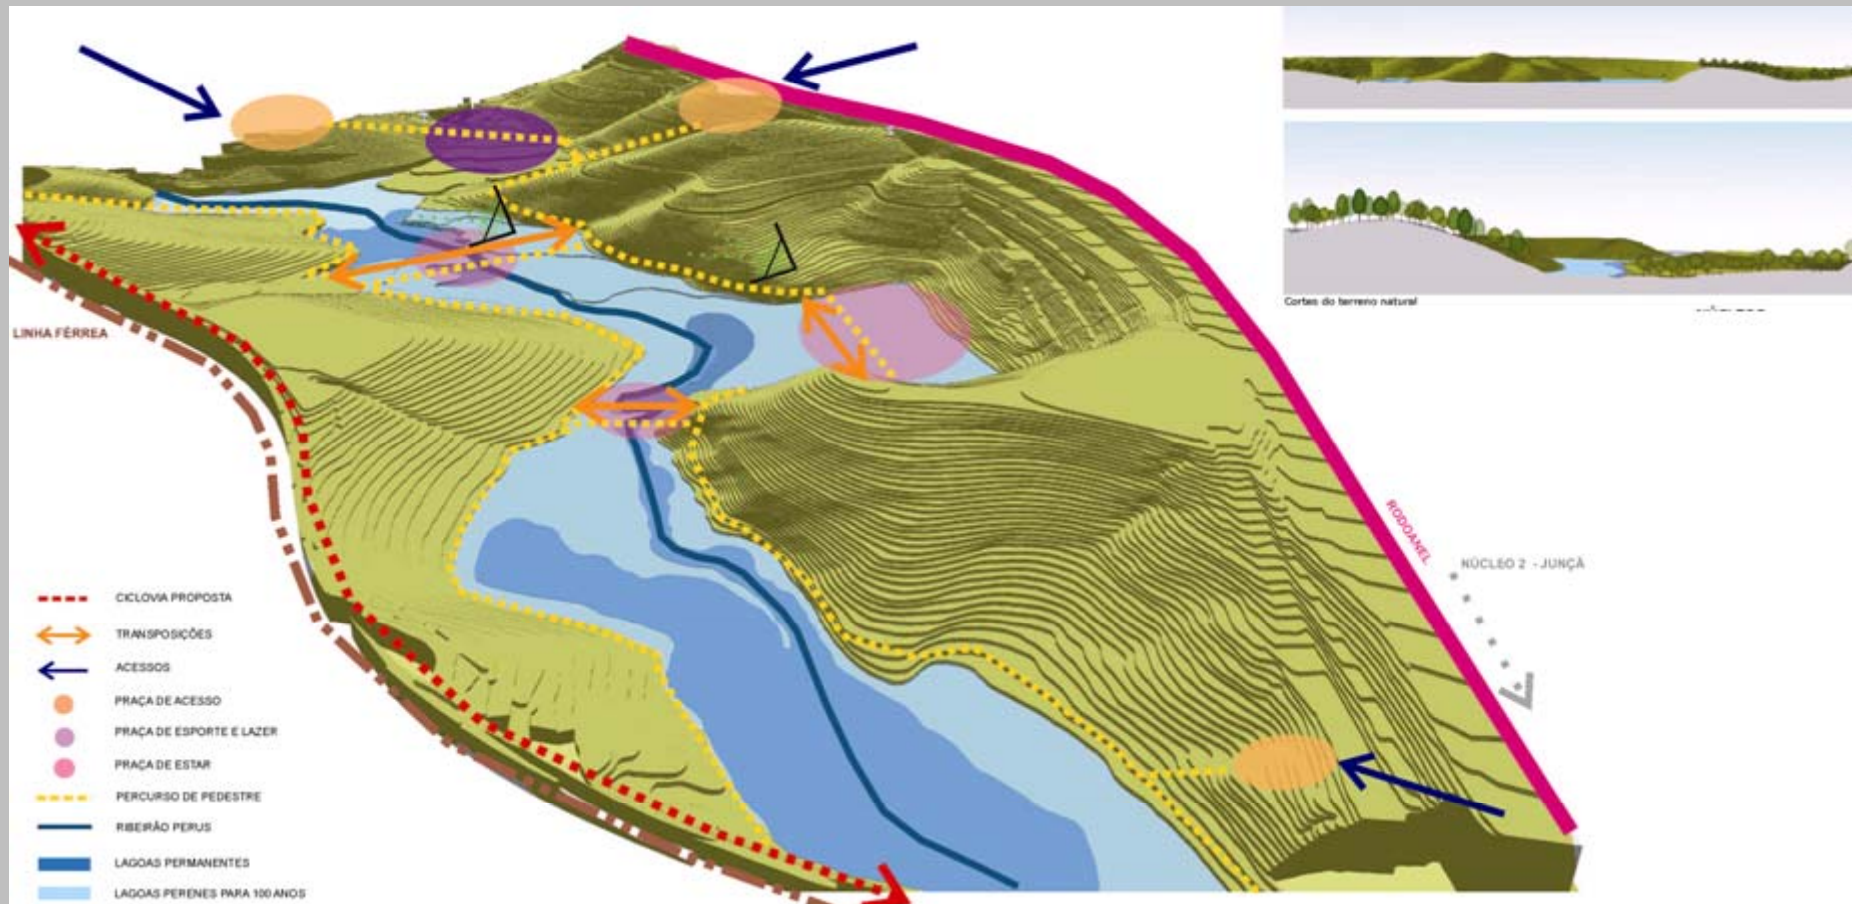 Cortes do terreno natural
LINHA FÉRREA
RODOANEL
NÚCLEO 2 - JUNÇÃ
CICLOVIA PROPOSTA
TRANSPOSIÇÕES
ACESSOS
PRAÇA DE ACESSO
PRAÇA DE ESPORTE E LAZER
PRAÇA DE ESTAR
PERCURSO DE PEDESTRE
RIBEIRÃO PERUS
LAGOAS PERMANENTES
LAGOAS PERENES PARA 100 ANOS